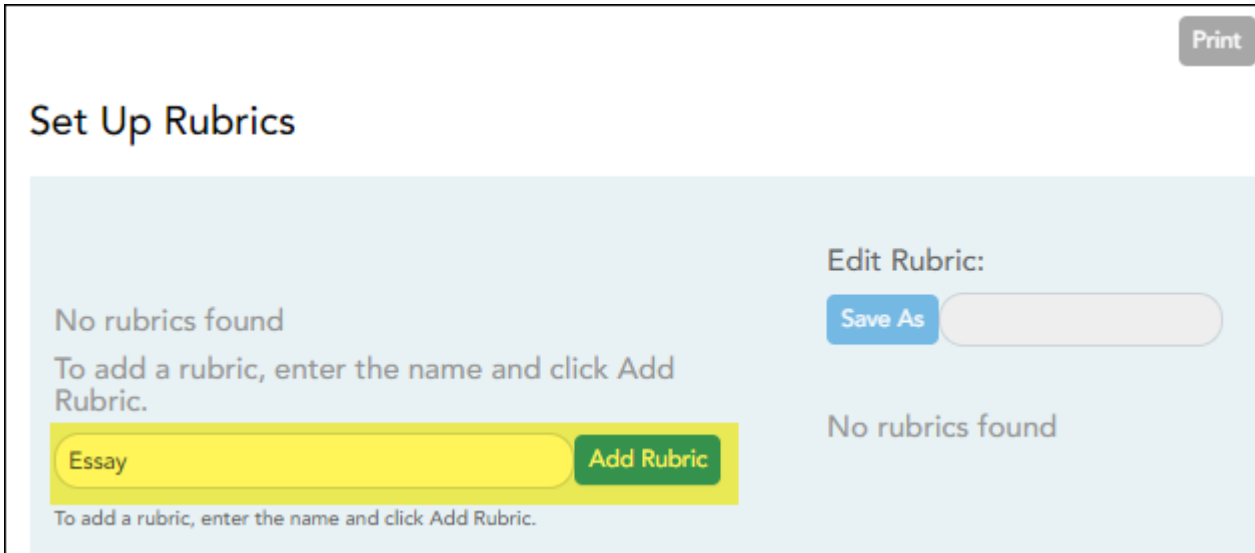 Print
Set Up Rubrics
No rubrics found
To add a rubric, enter the name and click Add
Rubric.
Essay
Add Rubric
To add a rubric, enter the name and click Add Rubric.
Edit Rubric:
Save As
No rubrics found